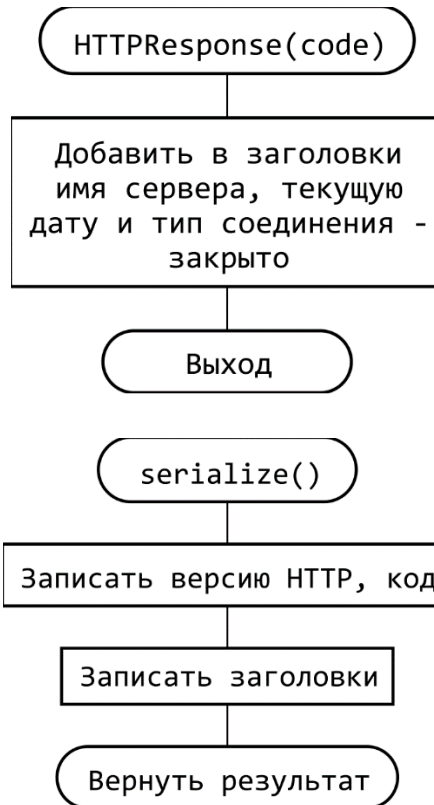 HTTPResponse(code)
Добавить в заголовки
имя сервера, текущую
дату и тип соединения -
закрыто
Выход
serialize()
Записать версию HTTP, код
Записать заголовки
Вернуть результат